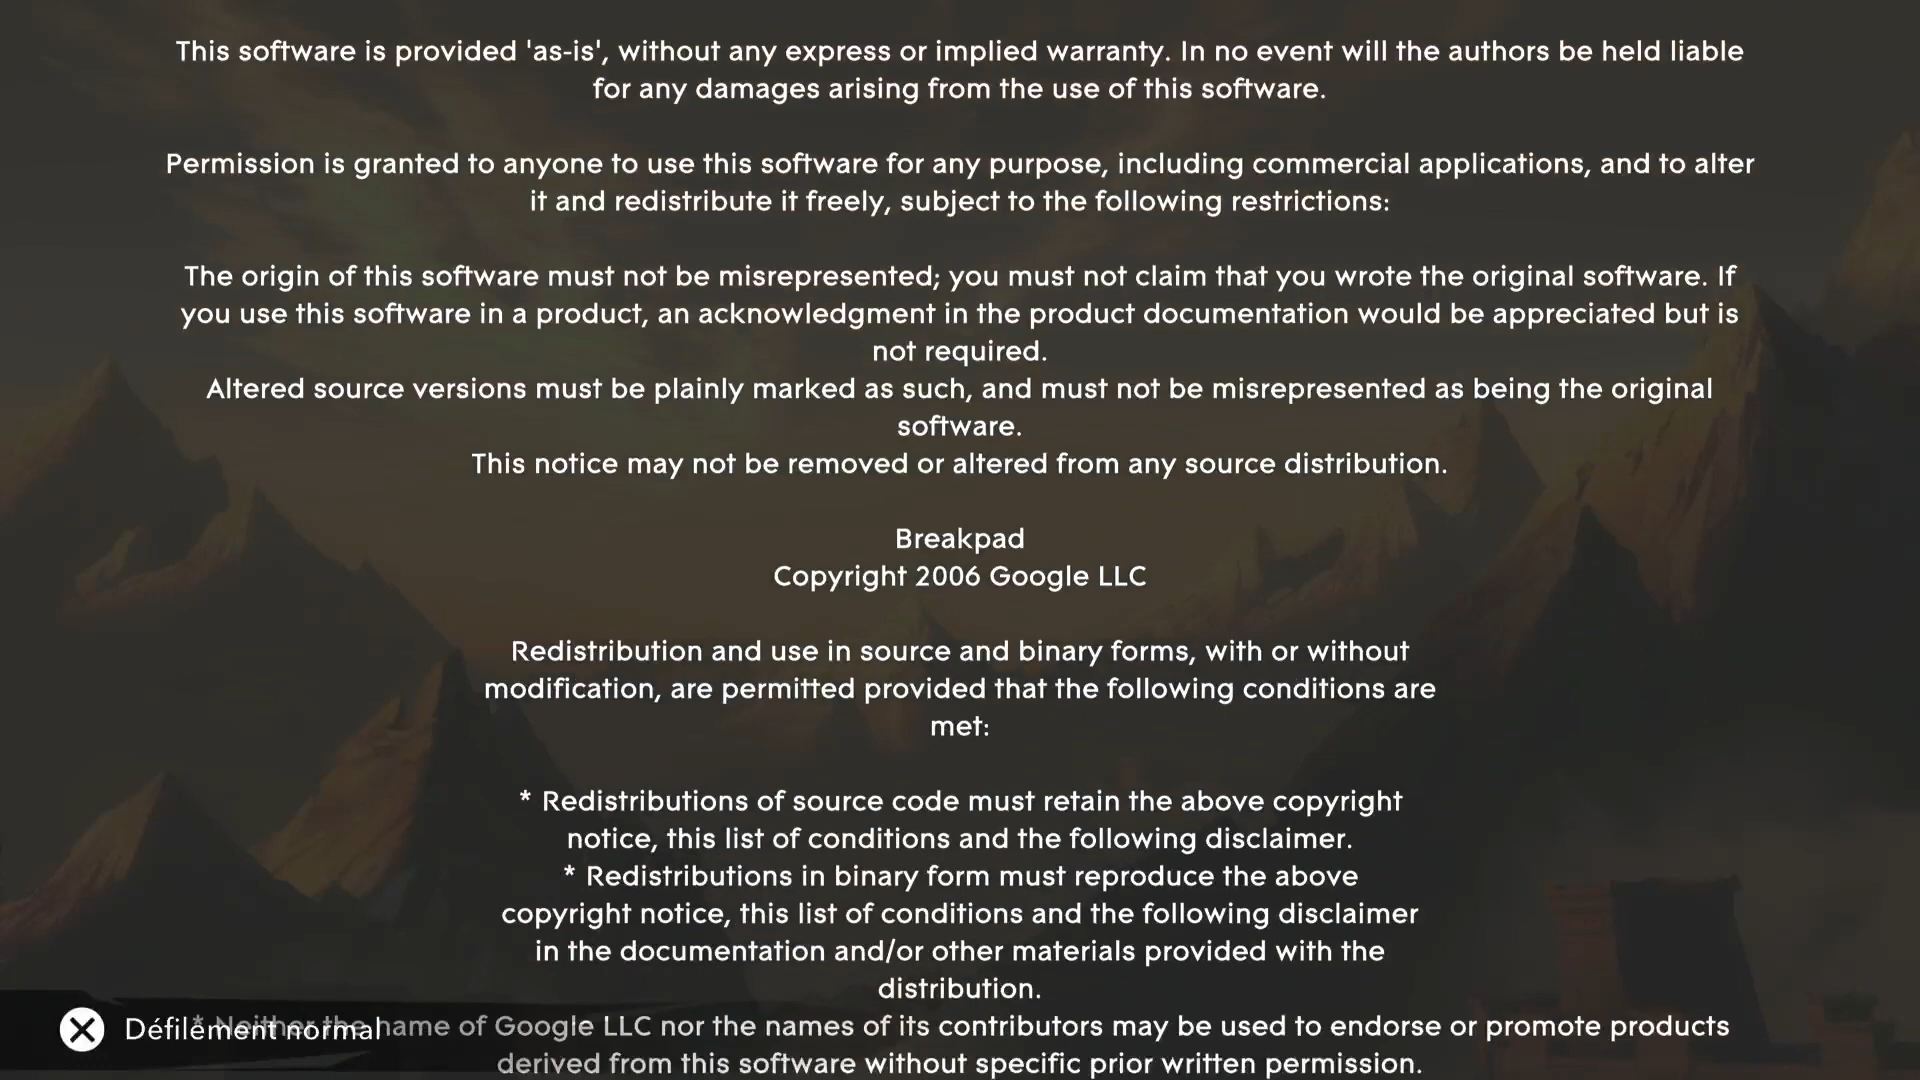 This software is provided 'as-is', without any express or implied warranty. In no event will the authors be held liable
for any damages arising from the use of this software.
Permission is granted to anyone to use this software for any purpose, including commercial applications, and to alter
it and redistribute it freely, subject to the following restrictions:
The origin of this software must not be misrepresented; you must not claim that you wrote the original software. If
you use this software in a product, an acknowledgment in the product documentation would be appreciated but is
not required.
Altered source versions must be plainly marked as such, and must not be misrepresented as being the original
software.
This notice may not be removed or altered from any source distribution.
Breakpad
Copyright 2006 Google LLC
Redistribution and use in source and binary forms, with or without
modification, are permitted provided that the following conditions are
met:
* Redistributions of source code must retain the above copyright
notice, this list of conditions and the following disclaimer.
* Redistributions in binary form must reproduce the above
copyright notice, this list of conditions and the following disclaimer
in the documentation and/or other materials provided with the
distribution.
* Neither the name of Google LLC nor the names of its contributors may be used to endorse or promote products
derived from this software without specific prior written permission.
Défilement normal